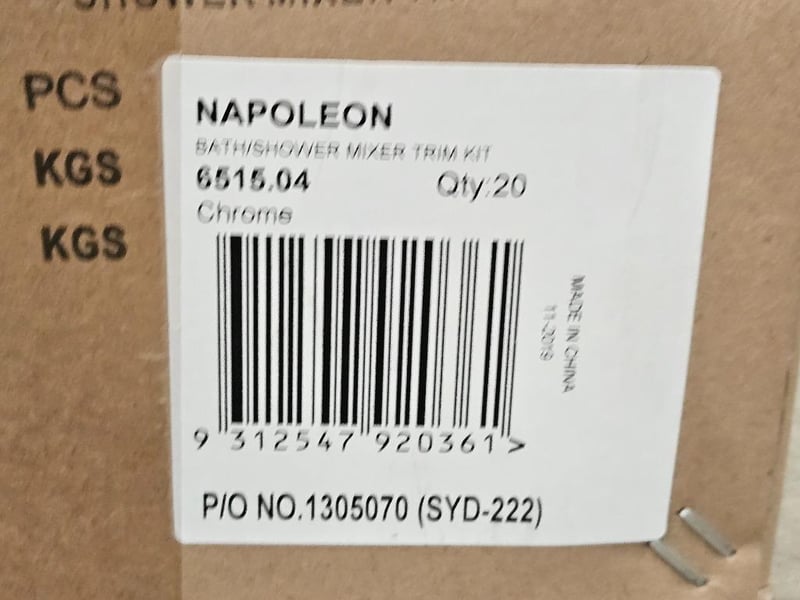 PCS
KGS
KGS
NAPOLEON
BATH/SHOWER MIXER TRIM KIT
6515.04 Qty:20
Chrome
MADE IN CHINA
11-2019
9 312547 920361 >
P/O NO.1305070 (SYD-222)